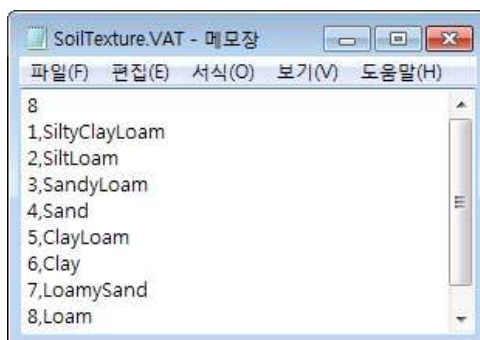 SoilTexture.VAT - 메모장
파일(F) 편집(E) 서식(O) 보기(V) 도움말(H)
8
1,SiltyClayLoam
2,SiltLoam
3,SandyLoam
4,Sand
5,ClayLoam
6,Clay
7,LoamySand
8,Loam